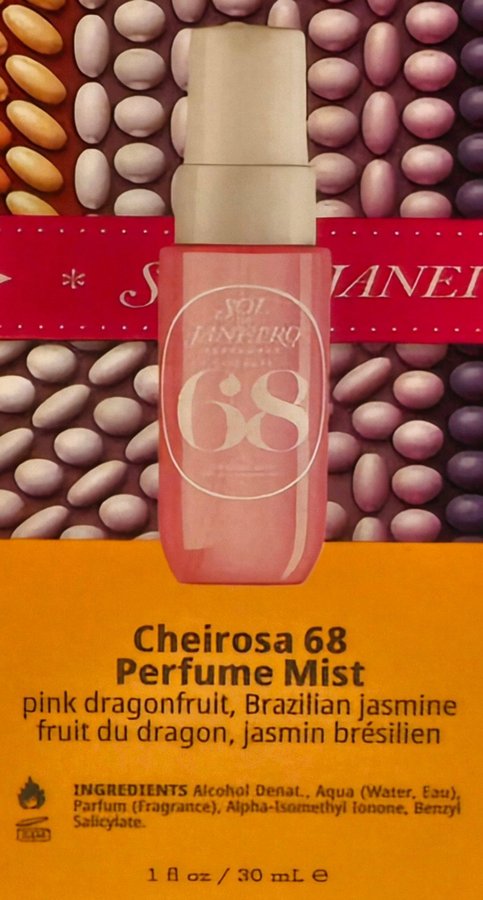 JANEI
SOL
JANEIRO
68
Cheirosa 68
Perfume Mist
pink dragonfruit, Brazilian jasmine
fruit du dragon, jasmin brésilien
INGREDIENTS Alcohol Denat., Aqua (Water, Eau),
Parfum (Fragrance), Alpha-Isomethyl Ionone, Benzyl
Salicylate.
1 fl oz / 30 mL ℮